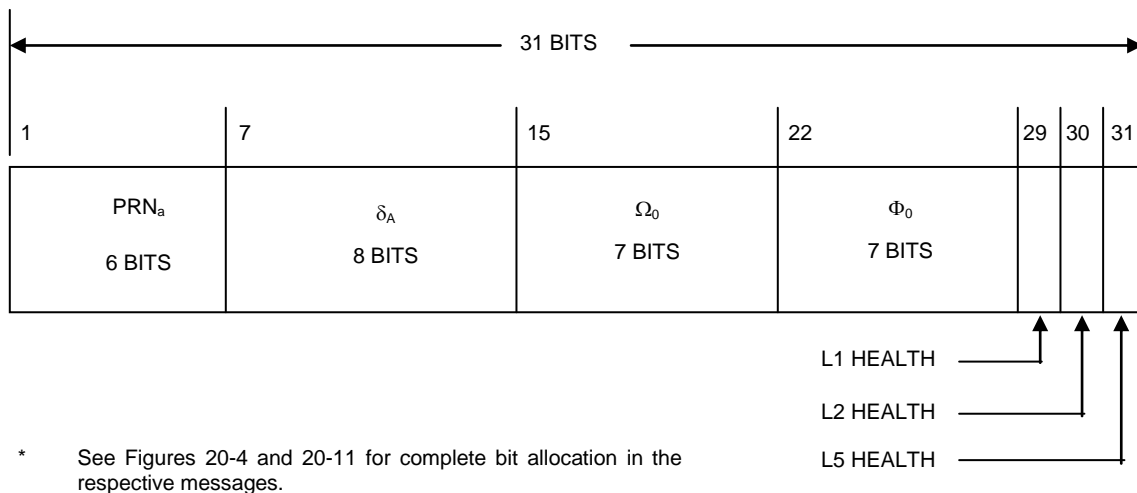 31 BITS
1 7 15 22 29 30 31
PRNa δA Ω0 Φ0
6 BITS 8 BITS 7 BITS 7 BITS
L1 HEALTH
L2 HEALTH
L5 HEALTH
* See Figures 20-4 and 20-11 for complete bit allocation in the
respective messages.